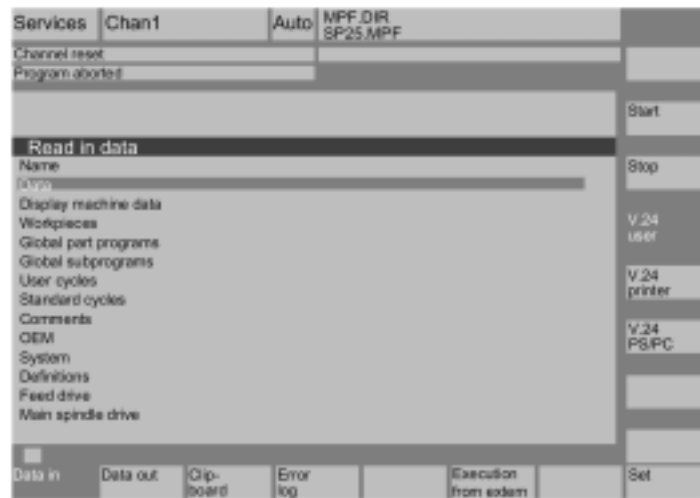 Services Chan1 Auto MPF.DIR
SP25.MPF
Channel reset
Program aborted
Start
Read in data
Name
Stop
Data
Display machine data
Workpieces
V.24
user
Global part programs
Global subprograms
User cycles
V.24
printer
Standard cycles
Comments
V.24
PS/PC
OEM
System
Definitions
Feed drive
Main spindle drive
Data in Data out Clip-
board Error
log Execution
from extern Set